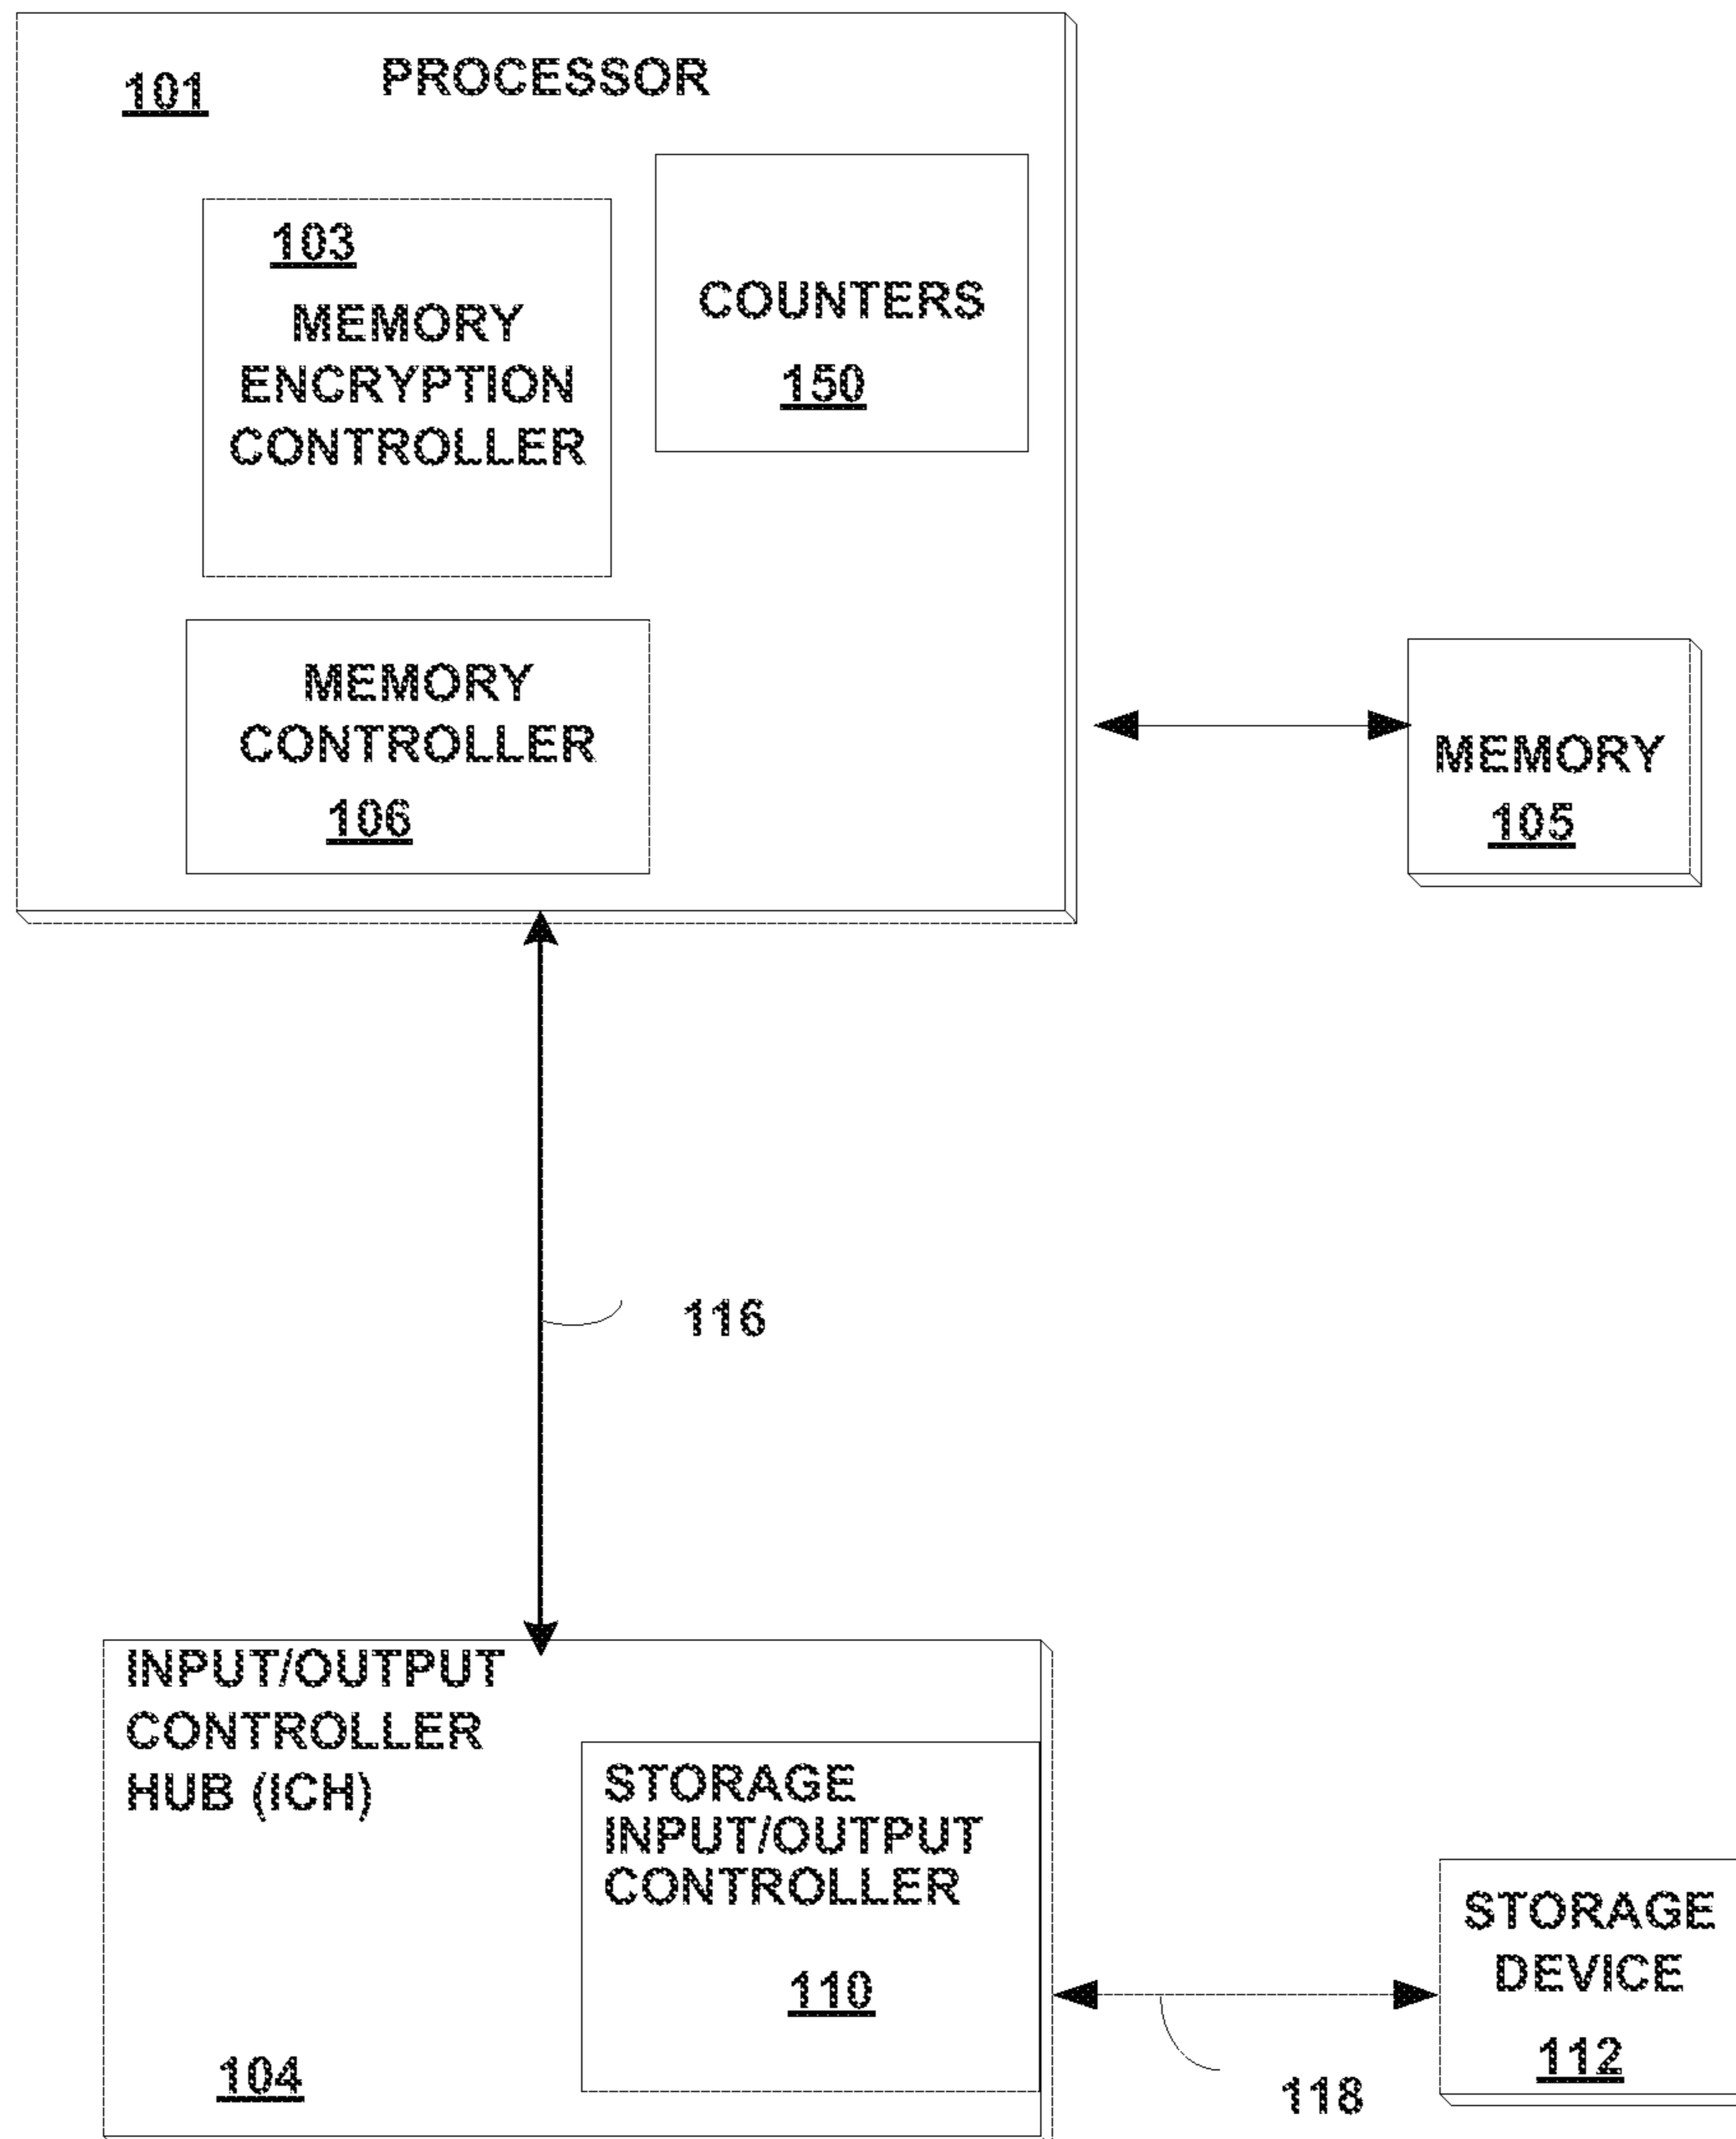 101
PROCESSOR
103
MEMORY
ENCRYPTION
CONTROLLER
COUNTERS
150
MEMORY
CONTROLLER
106
MEMORY
105
116
INPUT/OUTPUT
CONTROLLER
HUB (ICH)
104
STORAGE
INPUT/OUTPUT
CONTROLLER
110
118
STORAGE
DEVICE
112